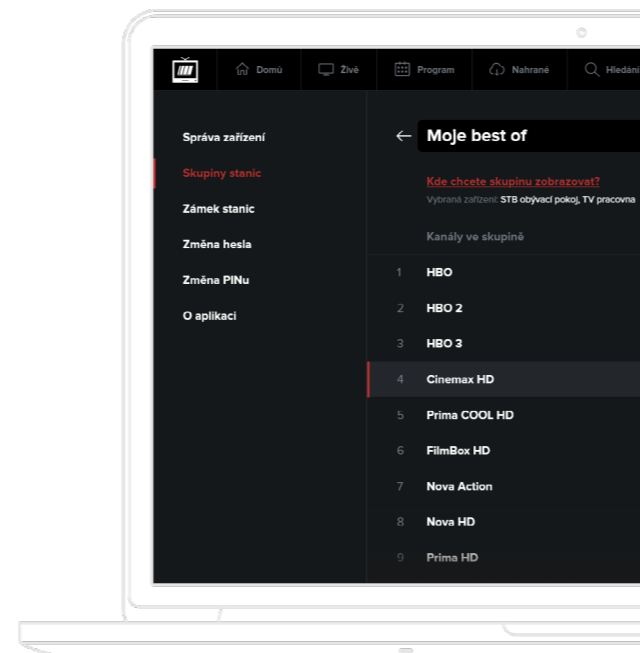 Domů Živě Program Nahrané Hledání
Správa zařízení
Skupiny stanic
Zámek stanic
Změna hesla
Změna PINu
O aplikaci
Moje best of
Kde chcete skupinu zobrazovat?
Vybraná zařízení: STB obývací pokoj, TV pracovna
Kanály ve skupině
1 HBO
2 HBO 2
3 HBO 3
4 Cinemax HD
5 Prima COOL HD
6 FilmBox HD
7 Nova Action
8 Nova HD
9 Prima HD